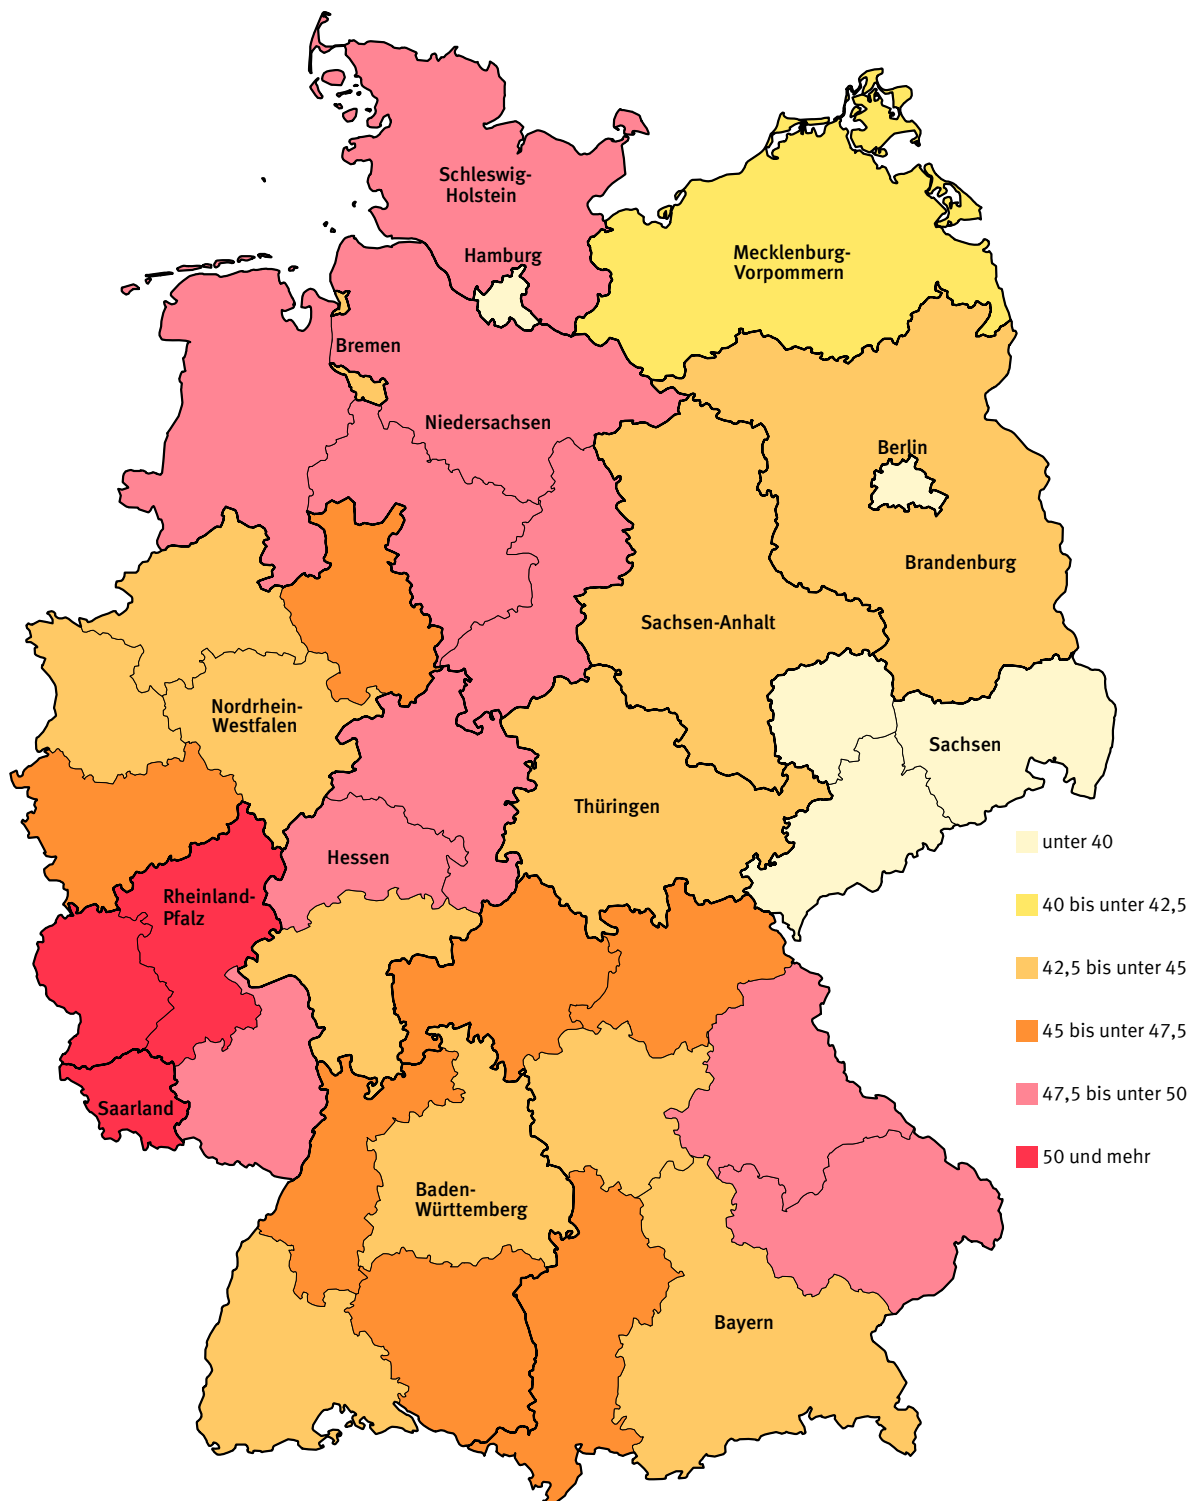 Schleswig-
Holstein
Hamburg
Mecklenburg-
Vorpommern
Bremen
Niedersachsen
Berlin
Brandenburg
Sachsen-Anhalt
Nordrhein-
Westfalen
Sachsen
Thüringen
Hessen
Rheinland-
Pfalz
Saarland
Baden-
Württemberg
Bayern
unter 40
40 bis unter 42,5
42,5 bis unter 45
45 bis unter 47,5
47,5 bis unter 50
50 und mehr